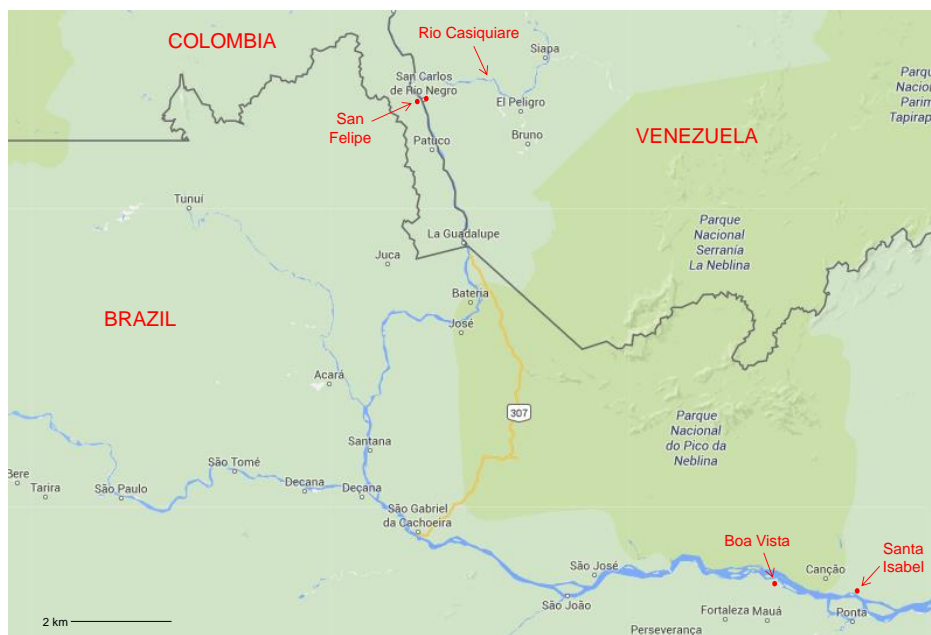 COLOMBIA
Rio Casiquiare
Siapa
San Carlos
de Río Negro
El Peligro
San
Felipe
Patuco
Bruno
VENEZUELA
Parque
Nacional
Parim
Tapirap
Tunuí
La Guadalupe
Juca
Parque
Nacional
Serranía
La Neblina
BRAZIL
Bateria
José
Acará
307
Parque
Nacional
do Pico da
Neblina
Santana
São Tomé
Bere
Tarira
São Paulo
Decana
Deçana
São Gabriel
da Cachoeira
Boa Vista
Santa
Isabel
São José
Canção
São João
Fortaleza
Mauá
Ponta
Perseverança
2 km